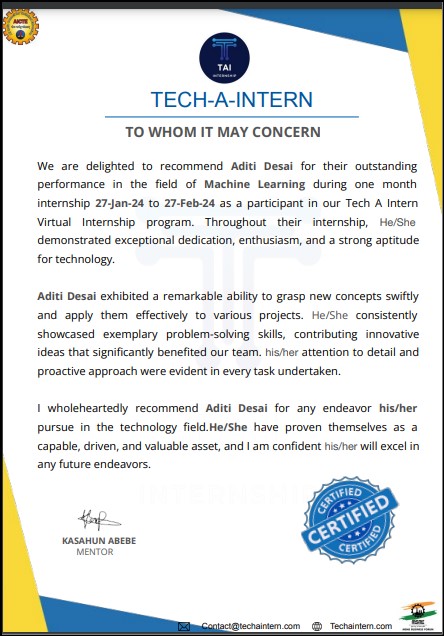 AICTE
TAI
INTERNSHIP
TECH-A-INTERN
TO WHOM IT MAY CONCERN
We are delighted to recommend Aditi Desai for their outstanding
performance in the field of Machine Learning during one month
internship 27-Jan-24 to 27-Feb-24 as a participant in our Tech A Intern
Virtual Internship program. Throughout their internship, He/She
demonstrated exceptional dedication, enthusiasm, and a strong aptitude
for technology.
Aditi Desai exhibited a remarkable ability to grasp new concepts swiftly
and apply them effectively to various projects. He/She consistently
showcased exemplary problem-solving skills, contributing innovative
ideas that significantly benefited our team. his/her attention to detail and
proactive approach were evident in every task undertaken.
I wholeheartedly recommend Aditi Desai for any endeavor his/her
pursue in the technology field.He/She have proven themselves as a
capable, driven, and valuable asset, and I am confident his/her will excel in
any future endeavors.
INTERNSHIP
CERTIFIED
CERTIFIED
CERTIFIED
KASAHUN ABEBE
MENTOR
Contact@techaintern.com
Techaintern.com
MSME